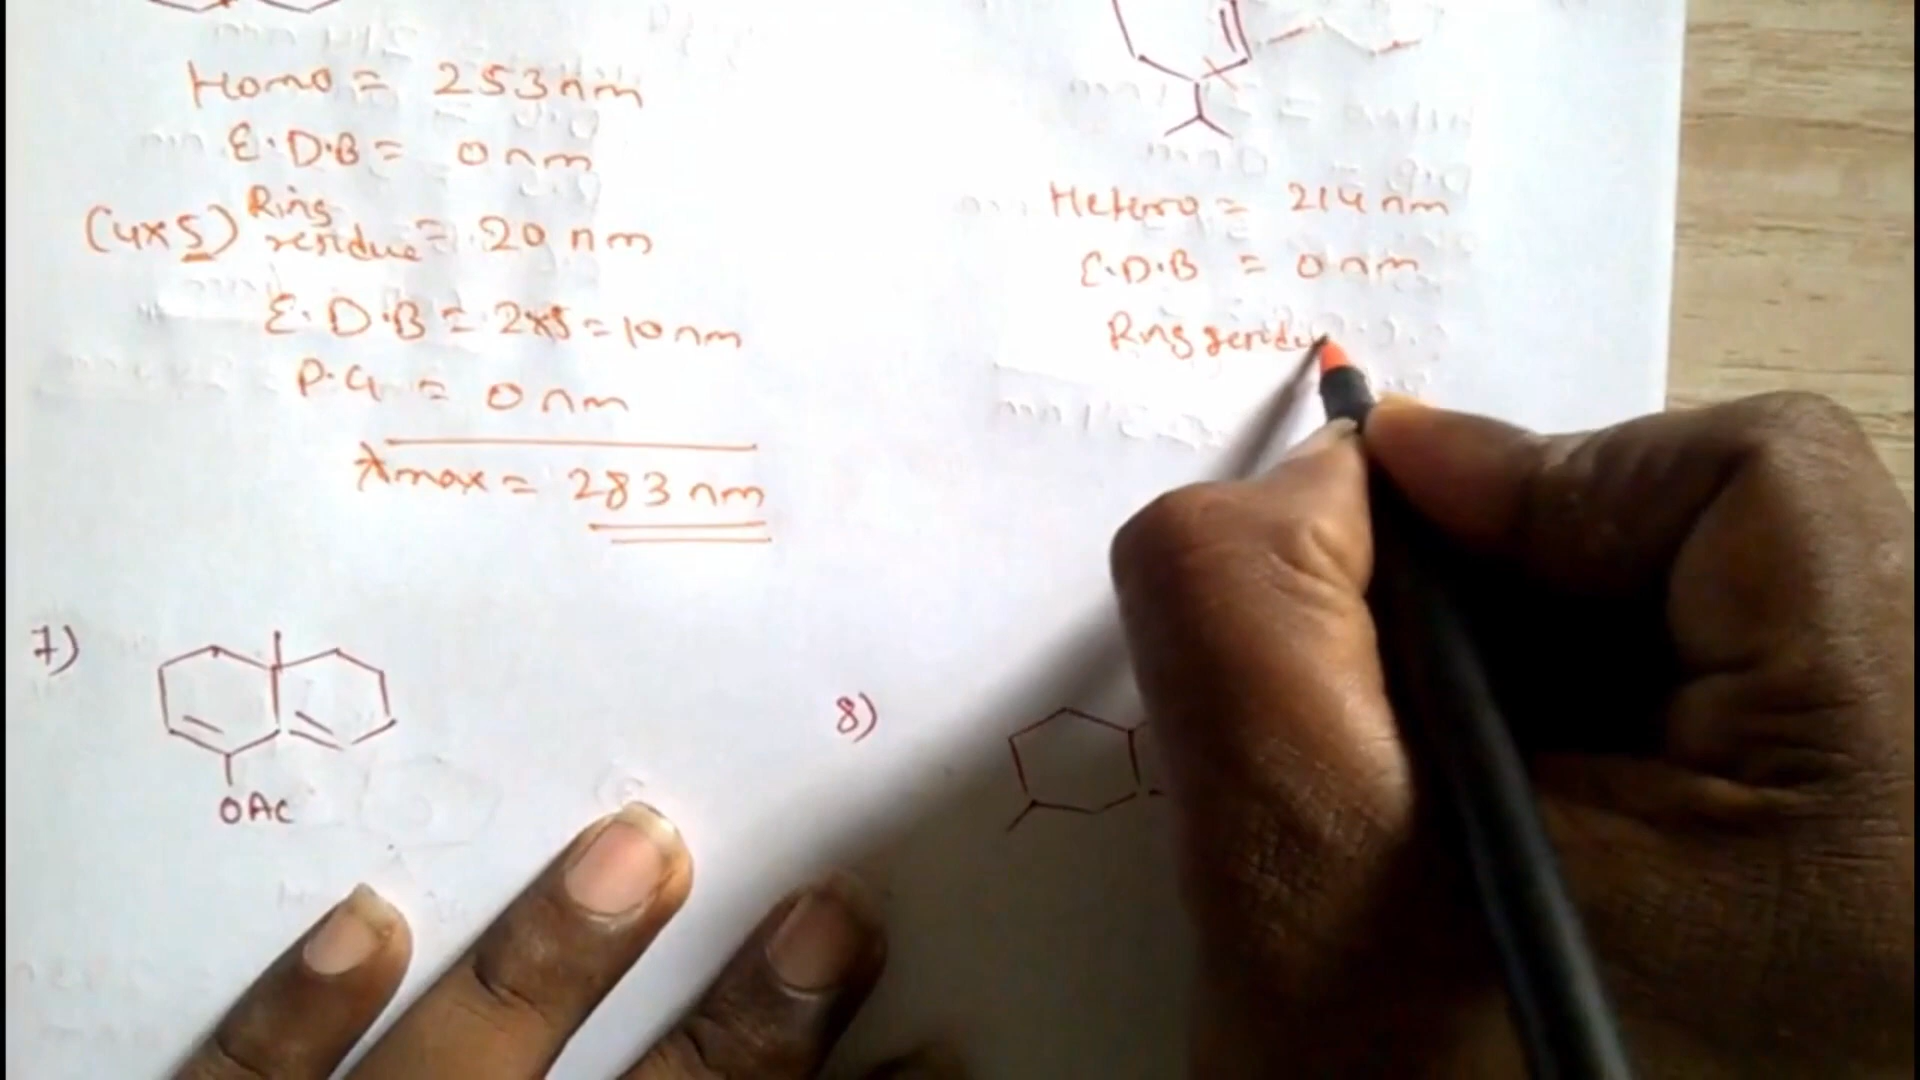 Homo = 253 nm
E.D.B = 0 nm
(4×5) Ring residue = 20 nm
E.D.B = 2×5 = 10 nm
P.G = 0 nm
λmax = 283 nm
Hetero = 214 nm
E.D.B = 0 nm
Ring
7)
OAc
8)